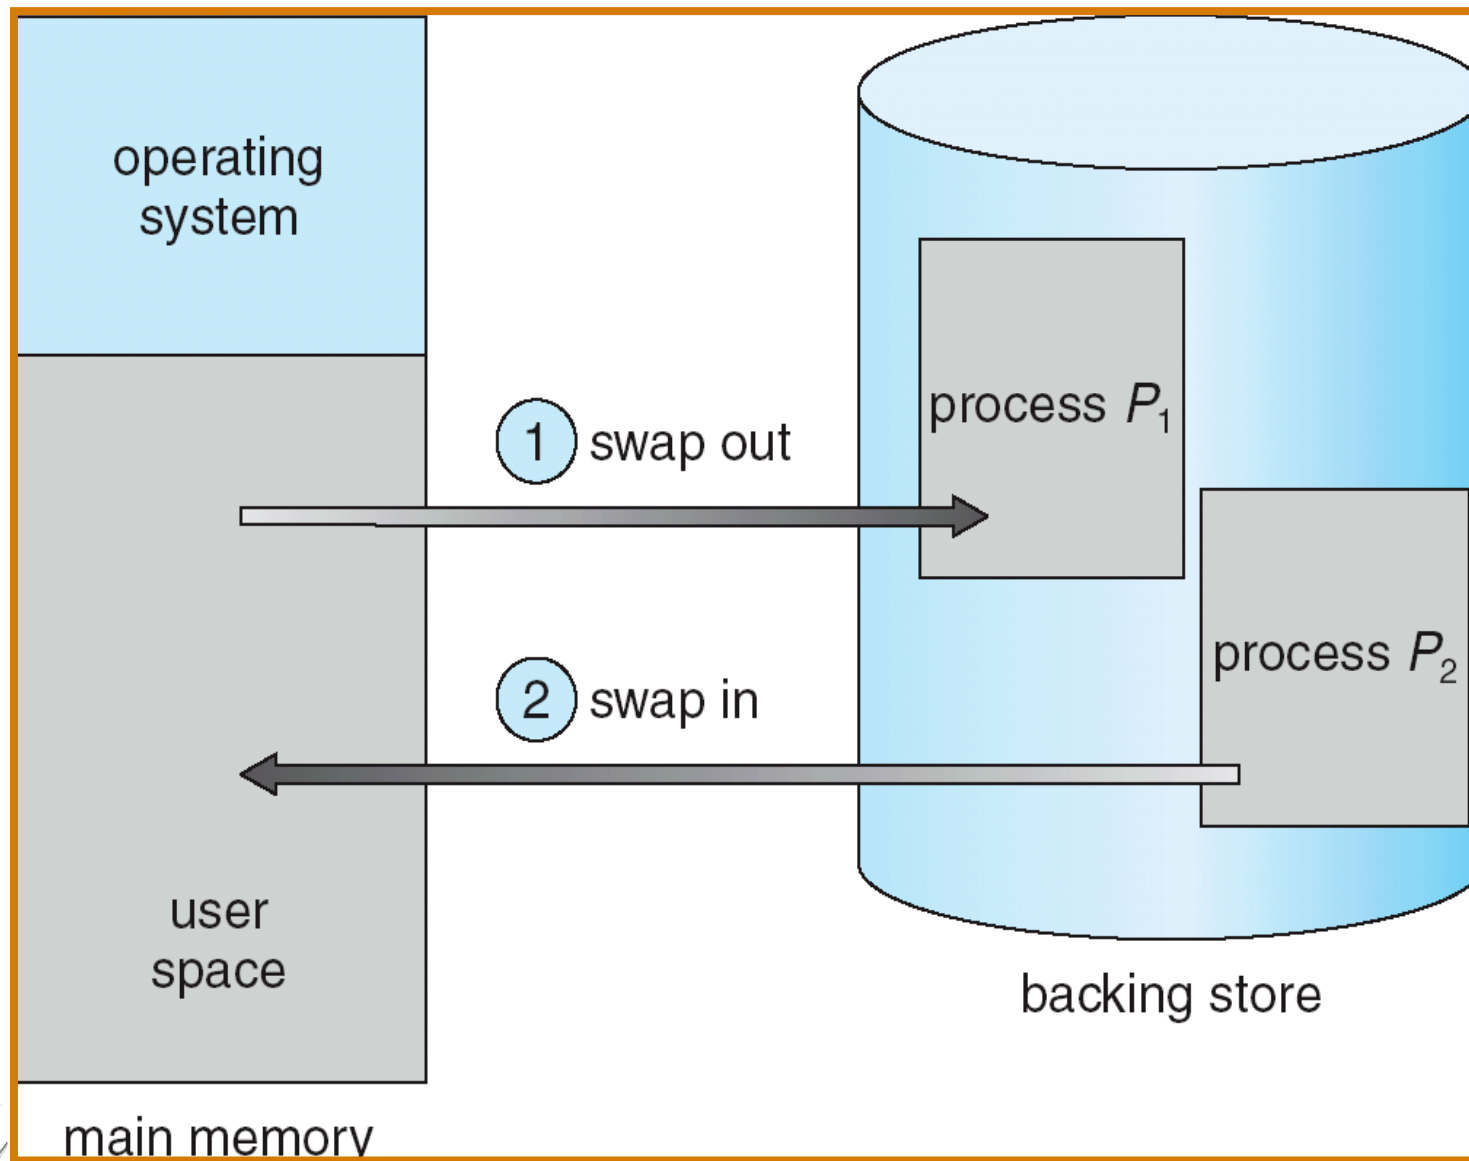 operating
system
1 swap out
process P₁
process P₂
2 swap in
user
space
backing store
main memory